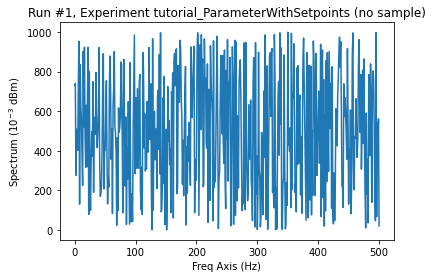 Run #1, Experiment tutorial_ParameterWithSetpoints (no sample)
1000
800
600
400
200
0
Spectrum (10⁻³ dBm)
0 100 200 300 400 500
Freq Axis (Hz)